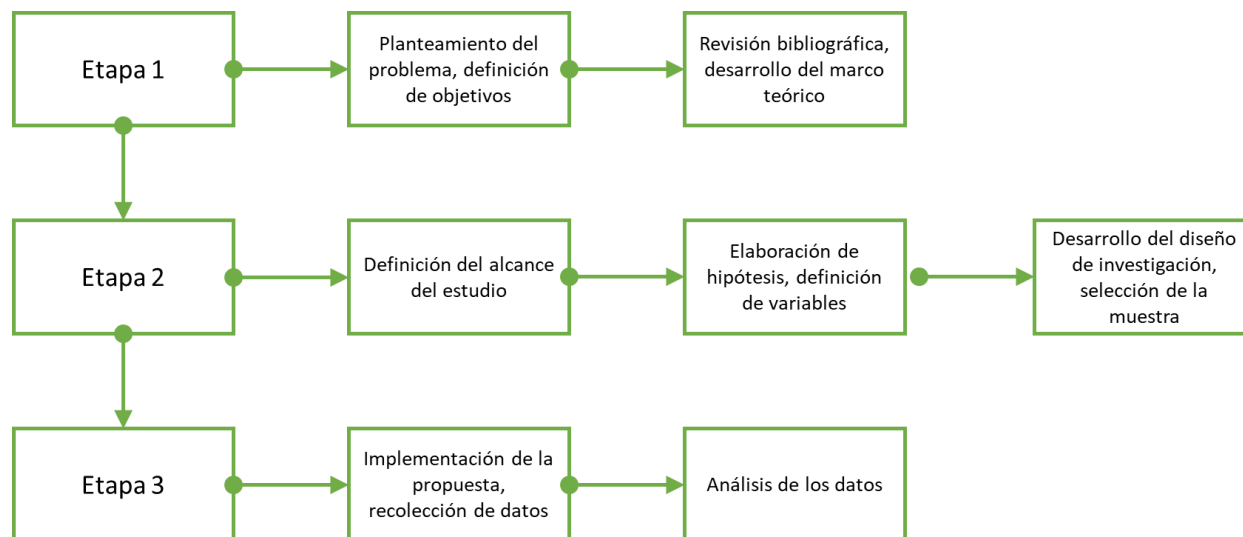 Etapa 1
Planteamiento del
problema, definición
de objetivos
Revisión bibliográfica,
desarrollo del marco
teórico
Etapa 2
Definición del alcance
del estudio
Elaboración de
hipótesis, definición
de variables
Desarrollo del diseño
de investigación,
selección de la
muestra
Etapa 3
Implementación de la
propuesta,
recolección de datos
Análisis de los datos